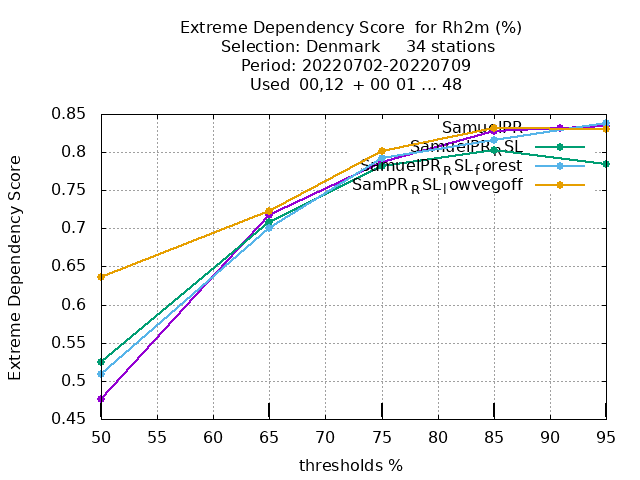 Extreme Dependency Score  for Rh2m (%)
Selection: Denmark     34 stations
Period: 20220702-20220709
Used  00,12  + 00 01 ... 48
Extreme Dependency Score
0.85
0.8
0.75
0.7
0.65
0.6
0.55
0.5
0.45
SamuelPR
SamuelPR_RSL
SamuelPR_RSL_forest
SamPR_RSL_lowvegoff
50 55 60 65 70 75 80 85 90 95
thresholds %